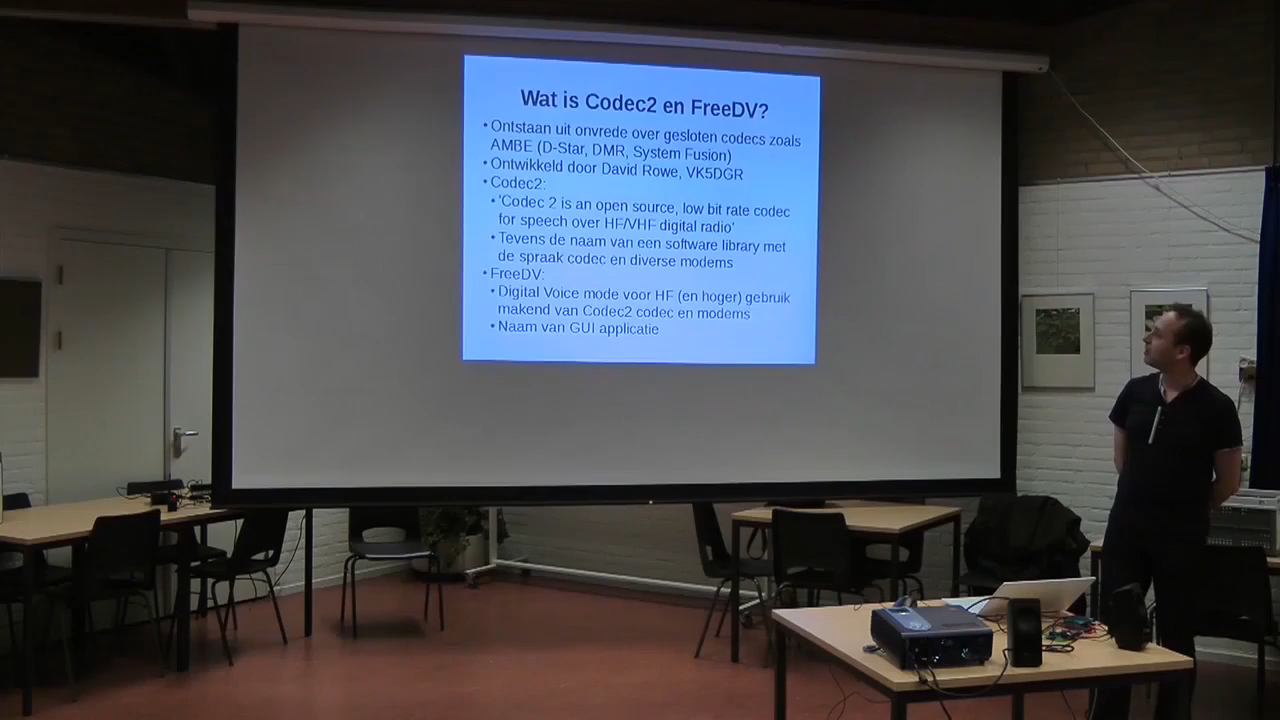 Wat is Codec2 en FreeDV?
•Ontstaan uit onvrede over gesloten codecs zoals
AMBE (D-Star, DMR, System Fusion)
•Ontwikkeld door David Rowe, VK5DGR
•Codec2:
•'Codec 2 is an open source, low bit rate codec
for speech over HF/VHF digital radio'
•Tevens de naam van een software library met
de spraak codec en diverse modems
•FreeDV:
•Digital Voice mode voor HF (en hoger) gebruik
makend van Codec2 codec en modems
•Naam van GUI applicatie